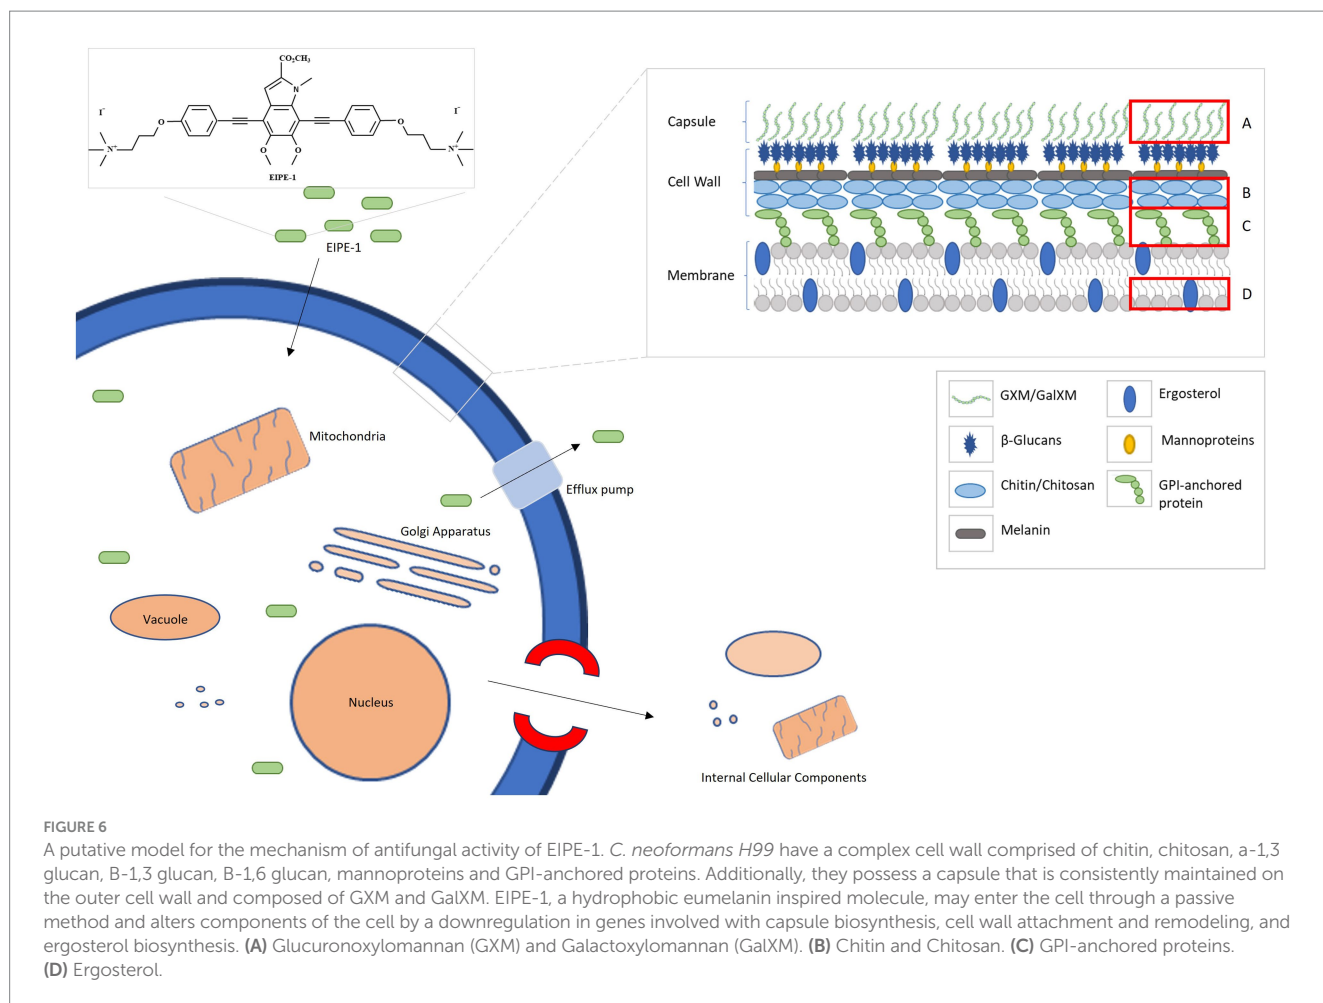 CO₂CH₃
N
I⁻
I⁻
O
O
N⁺
O
O
N⁺
EIPE-1
EIPE-1
Capsule
Cell Wall
Membrane
A
B
C
D
Mitochondria
Efflux pump
Golgi Apparatus
Vacuole
Nucleus
Internal Cellular Components
GXM/GalXM
Ergosterol
β-Glucans
Mannoproteins
Chitin/Chitosan
GPI-anchored
protein
Melanin
FIGURE 6
A putative model for the mechanism of antifungal activity of EIPE-1. C. neoformans H99 have a complex cell wall comprised of chitin, chitosan, a-1,3
glucan, B-1,3 glucan, B-1,6 glucan, mannoproteins and GPI-anchored proteins. Additionally, they possess a capsule that is consistently maintained on
the outer cell wall and composed of GXM and GalXM. EIPE-1, a hydrophobic eumelanin inspired molecule, may enter the cell through a passive
method and alters components of the cell by a downregulation in genes involved with capsule biosynthesis, cell wall attachment and remodeling, and
ergosterol biosynthesis. (A) Glucuronoxylomannan (GXM) and Galactoxylomannan (GalXM). (B) Chitin and Chitosan. (C) GPI-anchored proteins.
(D) Ergosterol.